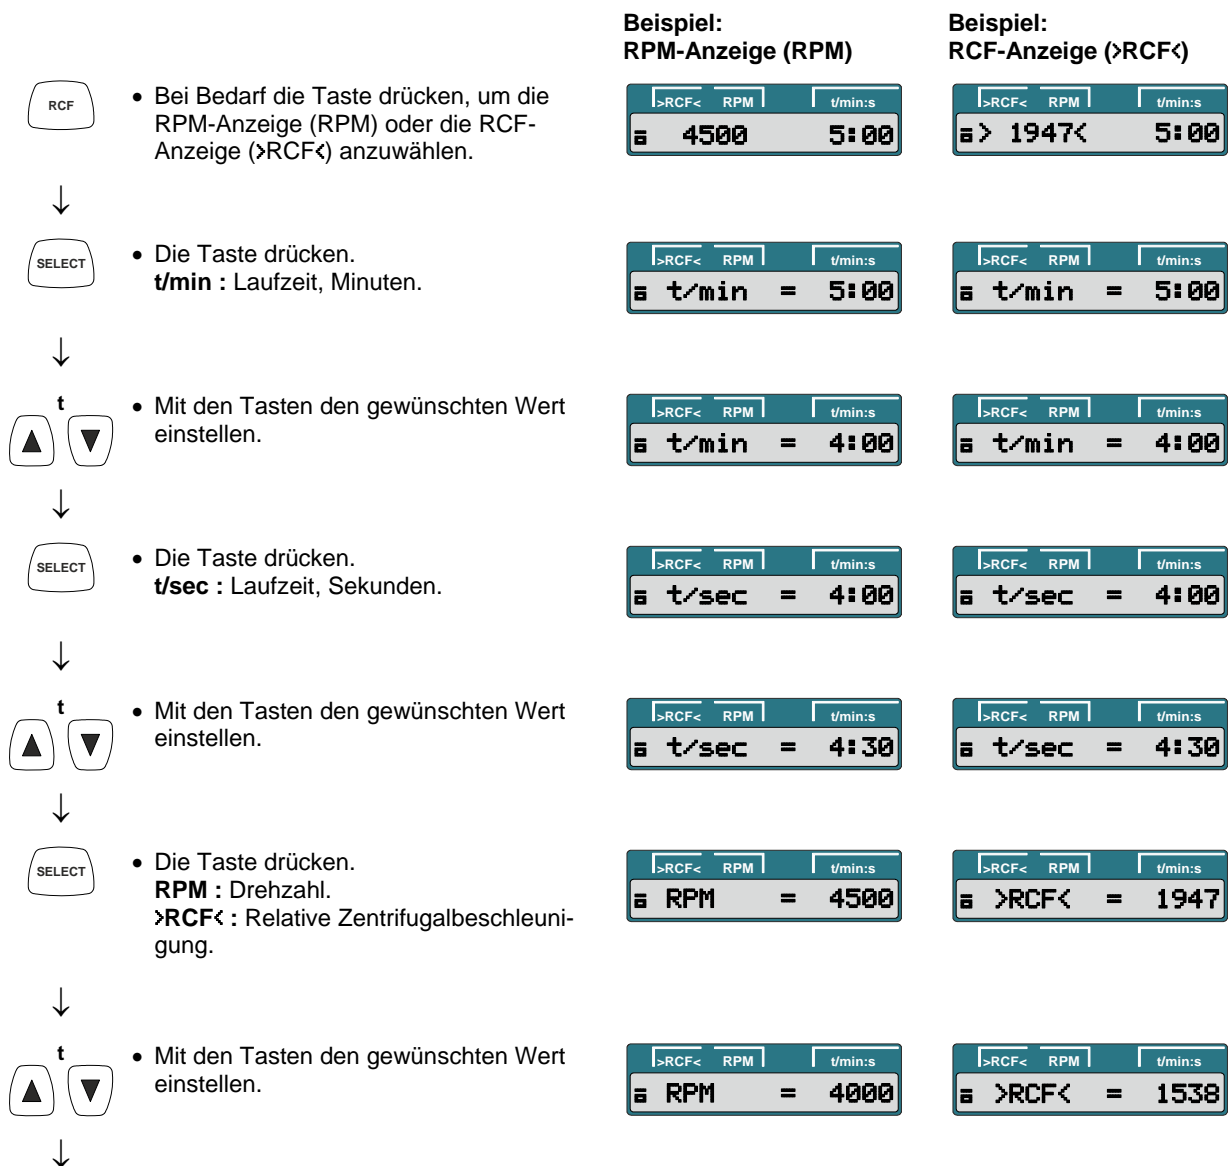 Beispiel:
RPM-Anzeige (RPM)
Beispiel:
RCF-Anzeige (>RCF<)
RCF
• Bei Bedarf die Taste drücken, um die
RPM-Anzeige (RPM) oder die RCF-
Anzeige (>RCF<) anzuwählen.
>RCF< RPM t/min:s
4500 5:00
>RCF< RPM t/min:s
> 1947< 5:00
↓
SELECT
• Die Taste drücken.
t/min : Laufzeit, Minuten.
>RCF< RPM t/min:s
t/min = 5:00
>RCF< RPM t/min:s
t/min = 5:00
↓
t
• Mit den Tasten den gewünschten Wert
einstellen.
>RCF< RPM t/min:s
t/min = 4:00
>RCF< RPM t/min:s
t/min = 4:00
↓
SELECT
• Die Taste drücken.
t/sec : Laufzeit, Sekunden.
>RCF< RPM t/min:s
t/sec = 4:00
>RCF< RPM t/min:s
t/sec = 4:00
↓
t
• Mit den Tasten den gewünschten Wert
einstellen.
>RCF< RPM t/min:s
t/sec = 4:30
>RCF< RPM t/min:s
t/sec = 4:30
↓
SELECT
• Die Taste drücken.
RPM : Drehzahl.
>RCF< : Relative Zentrifugalbeschleuni-
gung.
>RCF< RPM t/min:s
RPM = 4500
>RCF< RPM t/min:s
>RCF< = 1947
↓
t
• Mit den Tasten den gewünschten Wert
einstellen.
>RCF< RPM t/min:s
RPM = 4000
>RCF< RPM t/min:s
>RCF< = 1538
↓